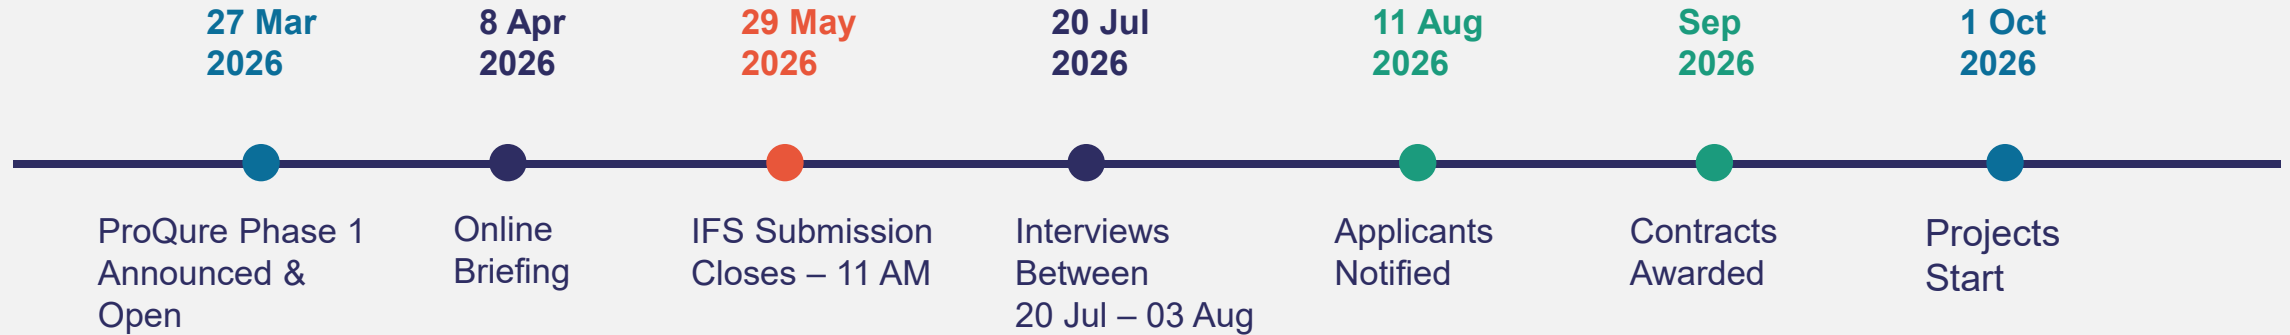 27 Mar
2026
8 Apr
2026
29 May
2026
20 Jul
2026
11 Aug
2026
Sep
2026
1 Oct
2026
ProQure Phase 1
Announced &
Open
Online
Briefing
IFS Submission
Closes – 11 AM
Interviews
Between
20 Jul – 03 Aug
Applicants
Notified
Contracts
Awarded
Projects
Start